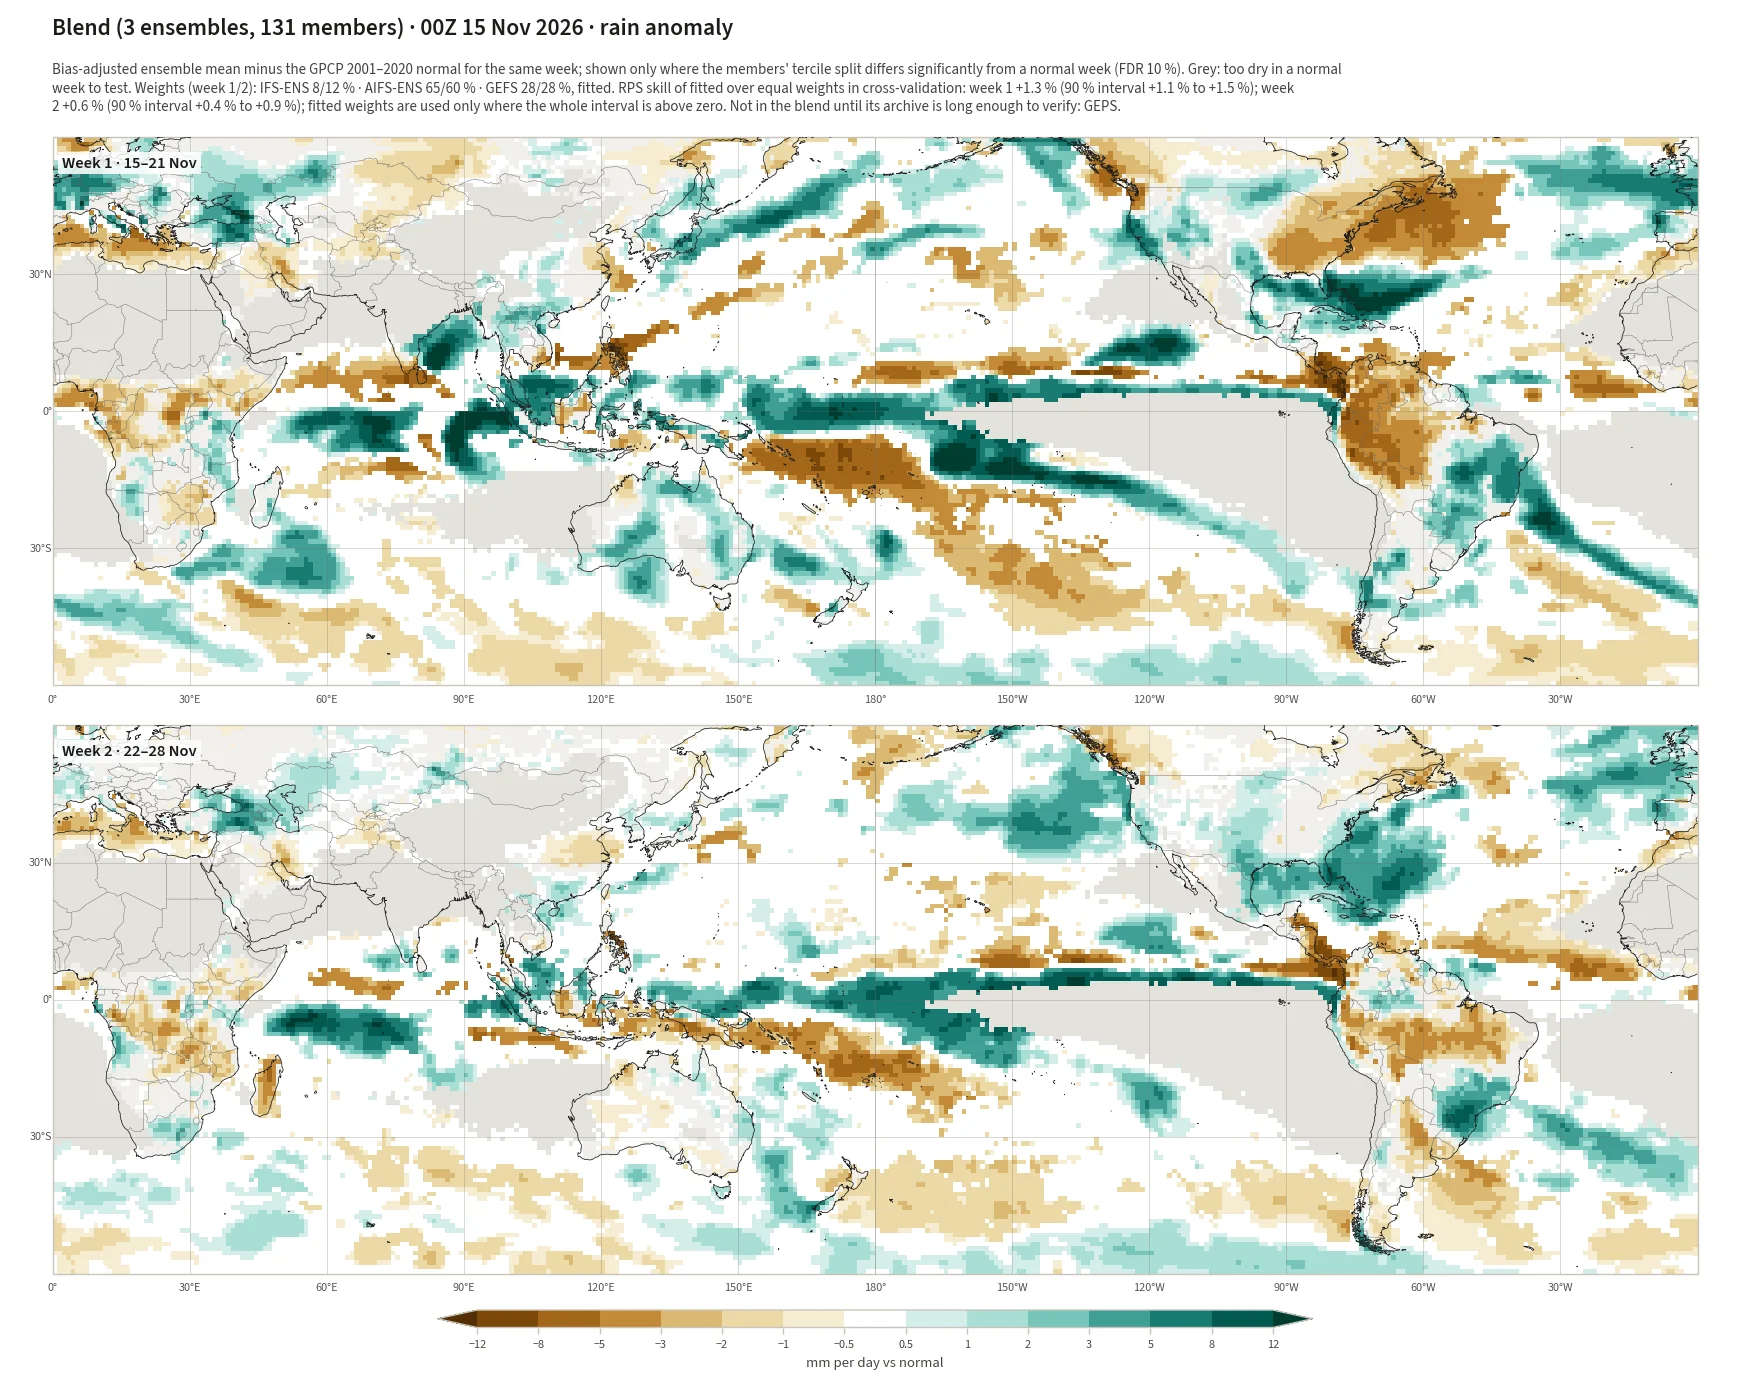 Blend (3 ensembles, 131 members) · 00Z 15 Nov 2026 · rain anomaly
Bias-adjusted ensemble mean minus the GPCP 2001–2020 normal for the same week; shown only where the members' tercile split differs significantly from a normal week (FDR 10 %). Grey: too dry in a normal
week to test. Weights (week 1/2): IFS-ENS 8/12 % · AIFS-ENS 65/60 % · GEFS 28/28 %, fitted. RPS skill of fitted over equal weights in cross-validation: week 1 +1.3 % (90 % interval +1.1 % to +1.5 %); week
2 +0.6 % (90 % interval +0.4 % to +0.9 %); fitted weights are used only where the whole interval is above zero. Not in the blend until its archive is long enough to verify: GEPS.
Week 1 · 15–21 Nov
30°N
0°
30°S
0° 30°E 60°E 90°E 120°E 150°E 180° 150°W 120°W 90°W 60°W 30°W
Week 2 · 22–28 Nov
30°N
0°
30°S
0° 30°E 60°E 90°E 120°E 150°E 180° 150°W 120°W 90°W 60°W 30°W
−12 −8 −5 −3 −2 −1 −0.5 0.5 1 2 3 5 8 12
mm per day vs normal